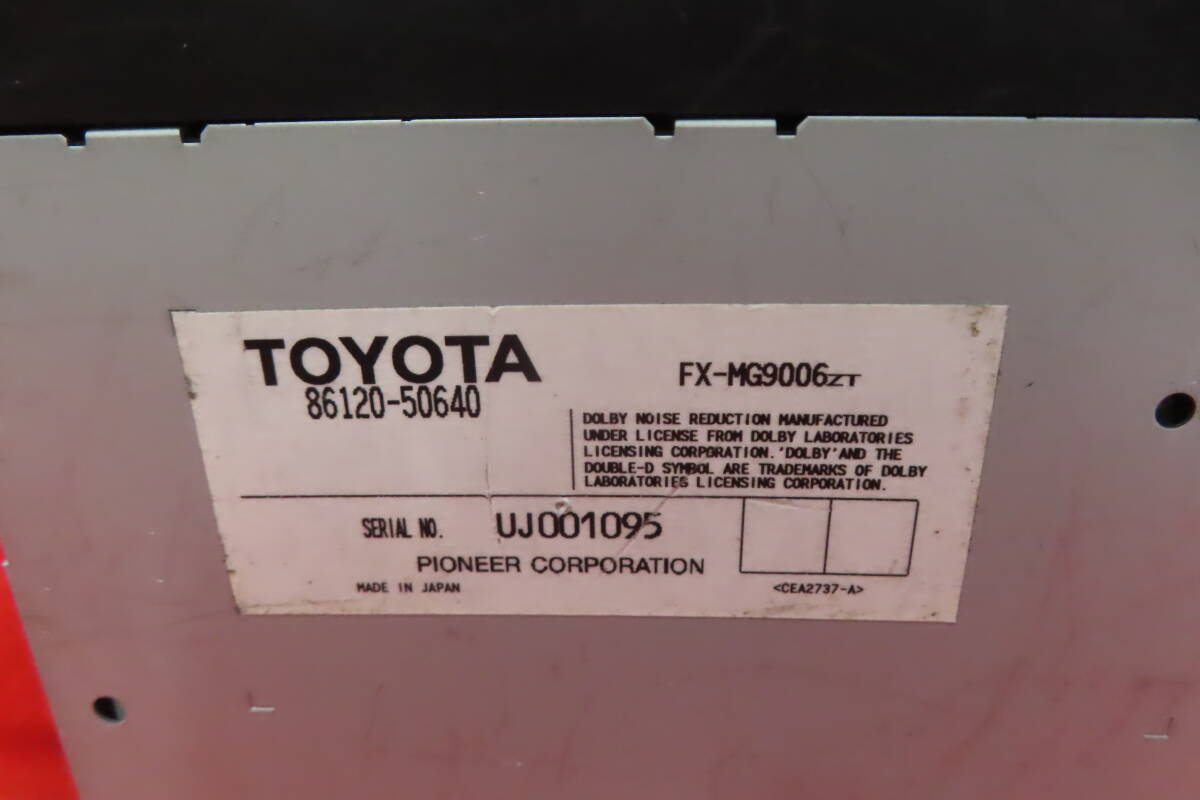 TOYOTA
86120-50640
FX-MG9006ZT
DOLBY NOISE REDUCTION MANUFACTURED
UNDER LICENSE FROM DOLBY LABORATORIES
LICENSING CORPORATION. 'DOLBY' AND THE
DOUBLE-D SYMBOL ARE TRADEMARKS OF DOLBY
LABORATORIES LICENSING CORPORATION.
SERIAL NO. UJ001095
PIONEER CORPORATION
MADE IN JAPAN
<CEA2737-A>